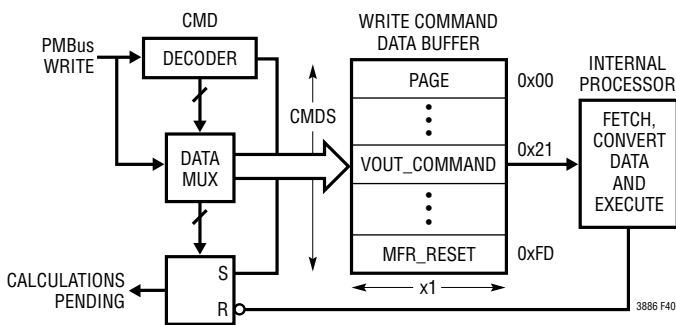 CMD
PMBus
WRITE
DECODER
CMDS
DATA
MUX
S
R
CALCULATIONS
PENDING
WRITE COMMAND
DATA BUFFER
PAGE
0x00
VOUT_COMMAND
0x21
MFR_RESET
0xFD
x1
INTERNAL
PROCESSOR
FETCH,
CONVERT
DATA
AND
EXECUTE
3886 F40